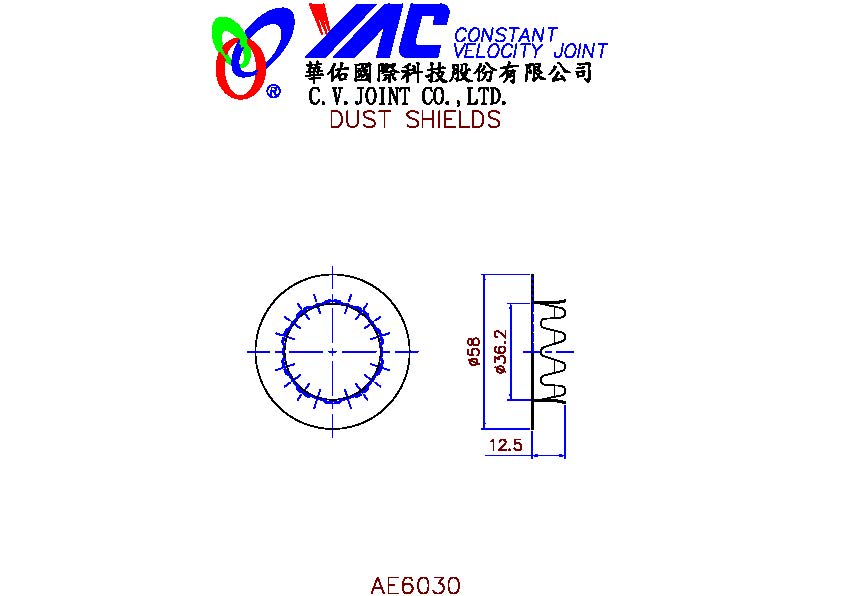 YAC CONSTANT
VELOCITY JOINT
®
華佑國際科技股份有限公司
C.V.JOINT CO.,LTD.
DUST SHIELDS
ø58
ø36.2
12.5
AE6030